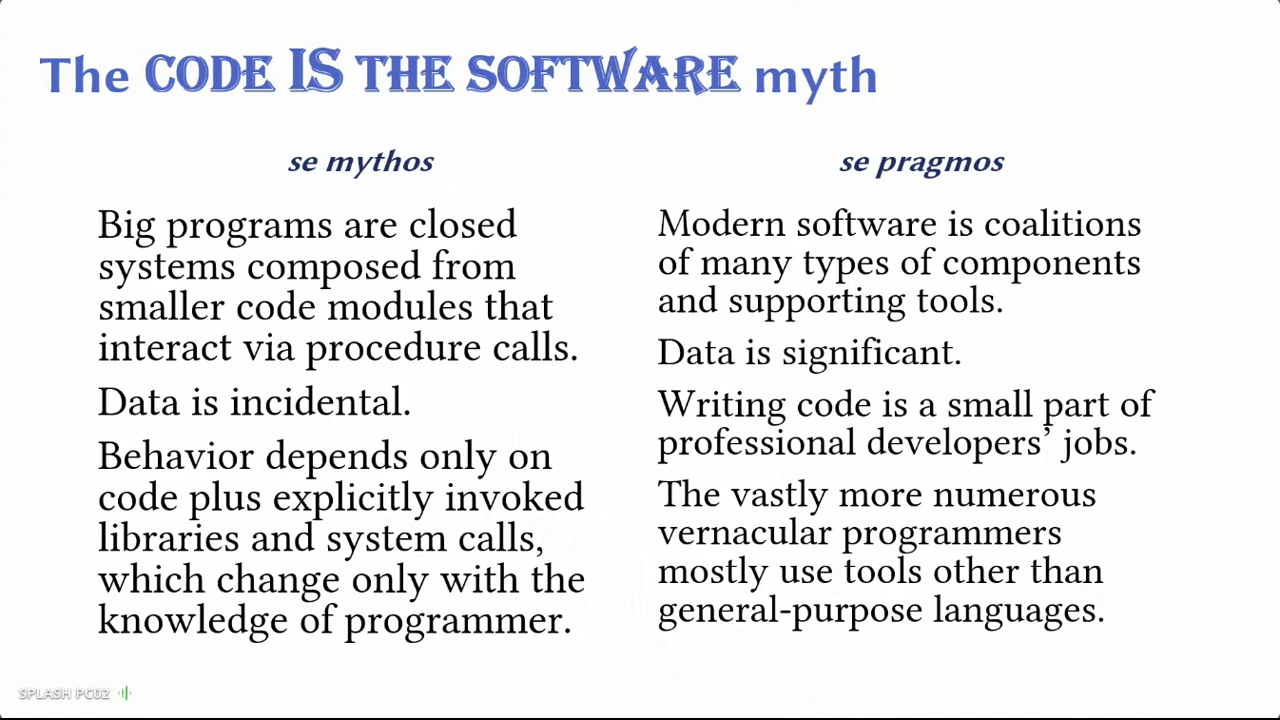 The CODE IS THE SOFTWARE myth
se mythos
Big programs are closed
systems composed from
smaller code modules that
interact via procedure calls.
Data is incidental.
Behavior depends only on
code plus explicitly invoked
libraries and system calls,
which change only with the
knowledge of programmer.
se pragmos
Modern software is coalitions
of many types of components
and supporting tools.
Data is significant.
Writing code is a small part of
professional developers’ jobs.
The vastly more numerous
vernacular programmers
mostly use tools other than
general-purpose languages.
SPLASH PC02